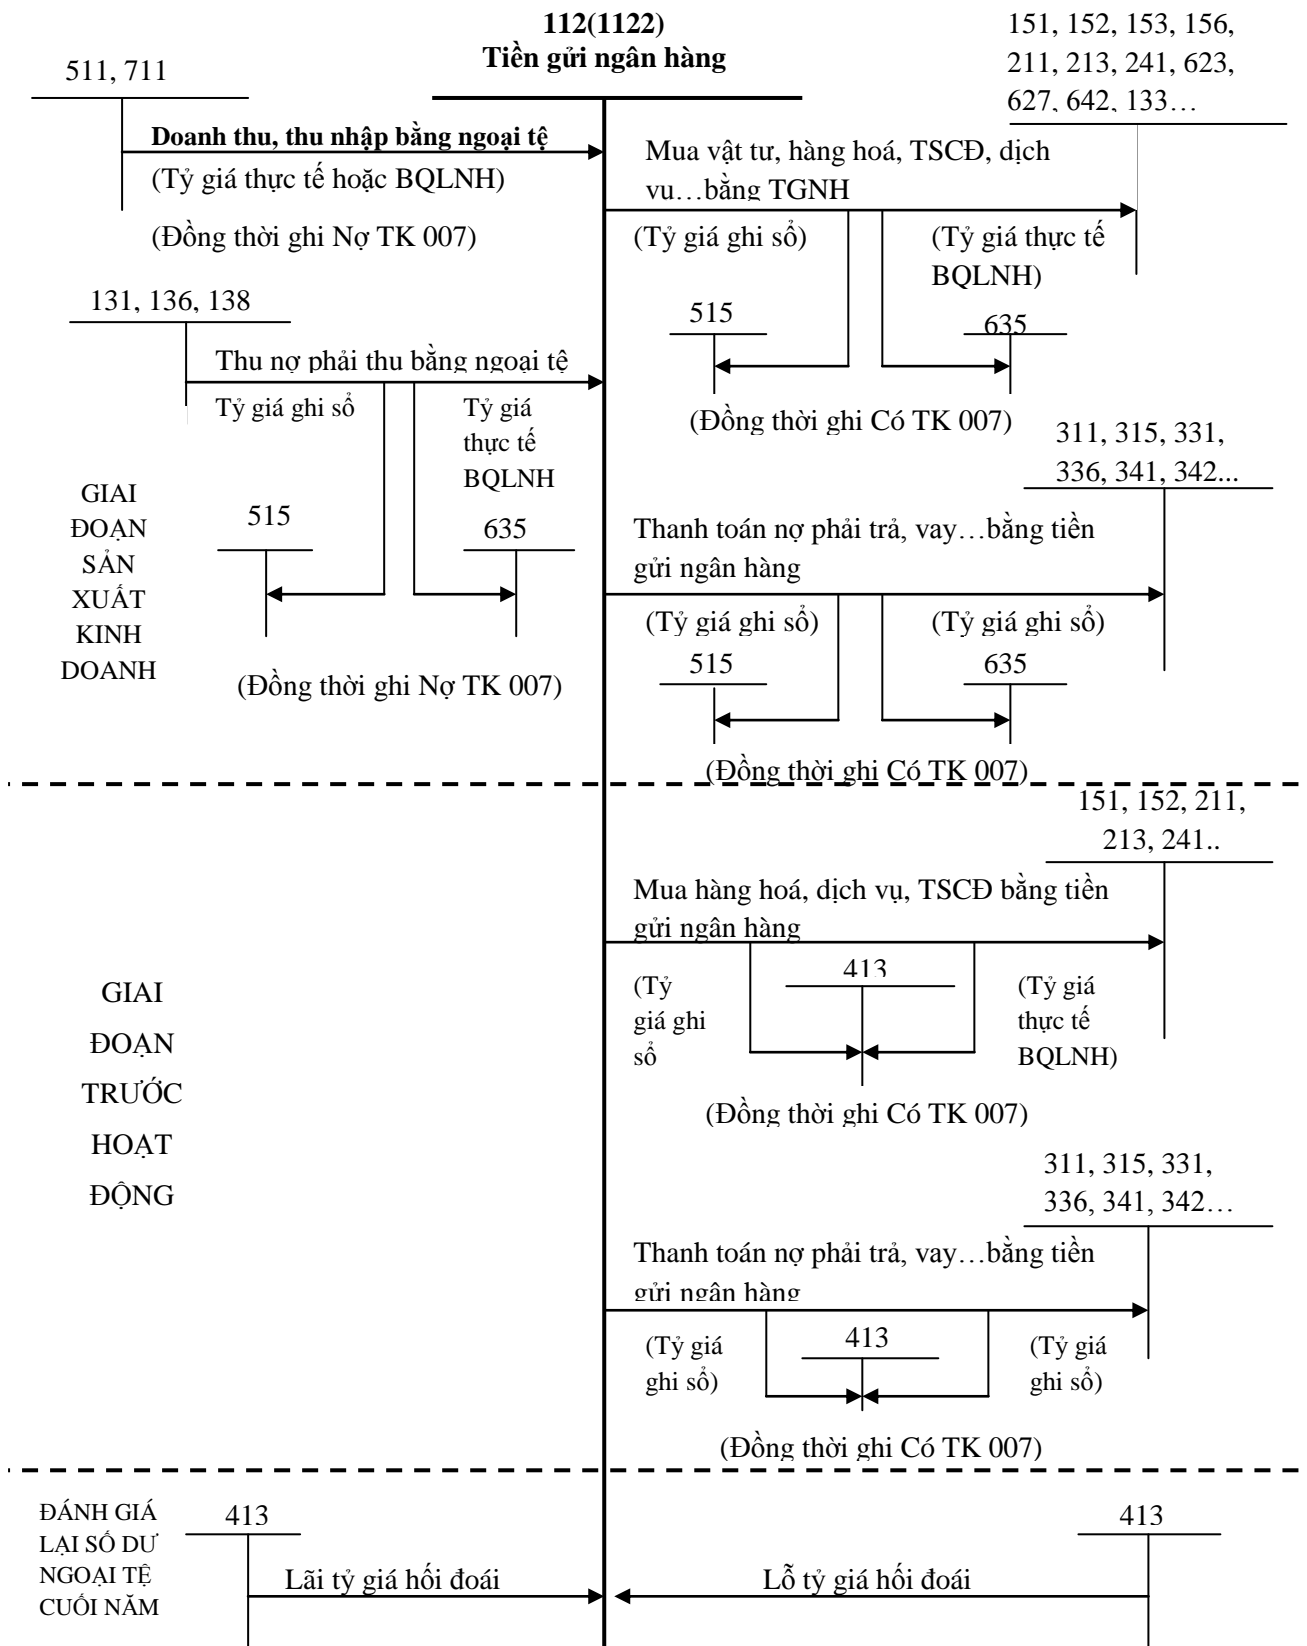 112(1122)
Tiền gửi ngân hàng
151, 152, 153, 156,
211, 213, 241, 623,
627, 642, 133…
511, 711
Doanh thu, thu nhập bằng ngoại tệ
(Tỷ giá thực tế hoặc BQLNH)
(Đồng thời ghi Nợ TK 007)
Mua vật tư, hàng hoá, TSCĐ, dịch
vu…bằng TGNH
(Tỷ giá ghi sổ)
(Tỷ giá thực tế
BQLNH)
515
635
(Đồng thời ghi Có TK 007)
131, 136, 138
Thu nợ phải thu bằng ngoại tệ
Tỷ giá ghi sổ
Tỷ giá
thực tế
BQLNH
515
635
(Đồng thời ghi Nợ TK 007)
GIAI
ĐOẠN
SẢN
XUẤT
KINH
DOANH
311, 315, 331,
336, 341, 342...
Thanh toán nợ phải trả, vay…bằng tiền
gửi ngân hàng
(Tỷ giá ghi sổ)
(Tỷ giá ghi sổ)
515
635
(Đồng thời ghi Có TK 007)
151, 152, 211,
213, 241..
Mua hàng hoá, dịch vụ, TSCĐ bằng tiền
gửi ngân hàng
(Tỷ
giá ghi
sổ
413
(Tỷ giá
thực tế
BQLNH)
(Đồng thời ghi Có TK 007)
GIAI
ĐOẠN
TRƯỚC
HOẠT
ĐỘNG
311, 315, 331,
336, 341, 342…
Thanh toán nợ phải trả, vay…bằng tiền
gửi ngân hàng
(Tỷ giá
ghi sổ)
413
(Tỷ giá
ghi sổ)
(Đồng thời ghi Có TK 007)
ĐÁNH GIÁ
LẠI SỐ DƯ
NGOẠI TỆ
CUỐI NĂM
413
Lãi tỷ giá hối đoái
Lỗ tỷ giá hối đoái
413